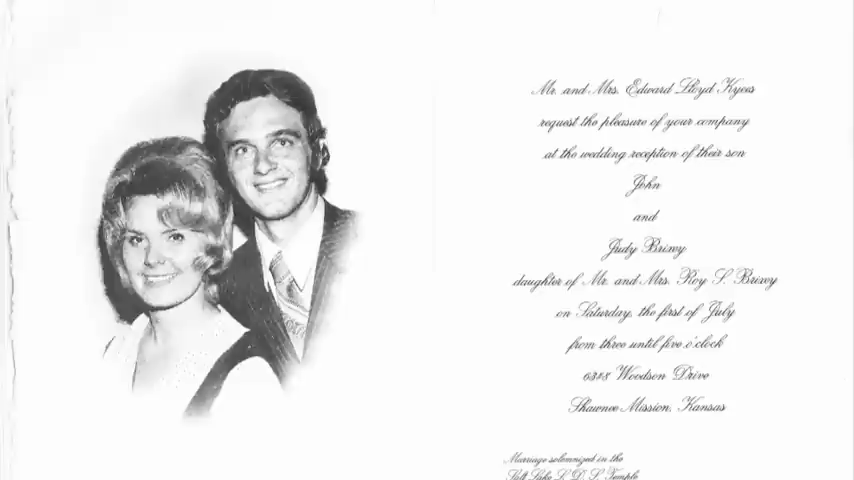 Mr. and Mrs. Edward Lloyd Kyees
request the pleasure of your company
at the wedding reception of their son
John
and
Judy Brixey
daughter of Mr. and Mrs. Roy S. Brixey
on Saturday, the first of July
from three until five o'clock
6328 Woodson Drive
Shawnee Mission, Kansas
Marriage solemnized in the
Salt Lake L. D. S. Temple